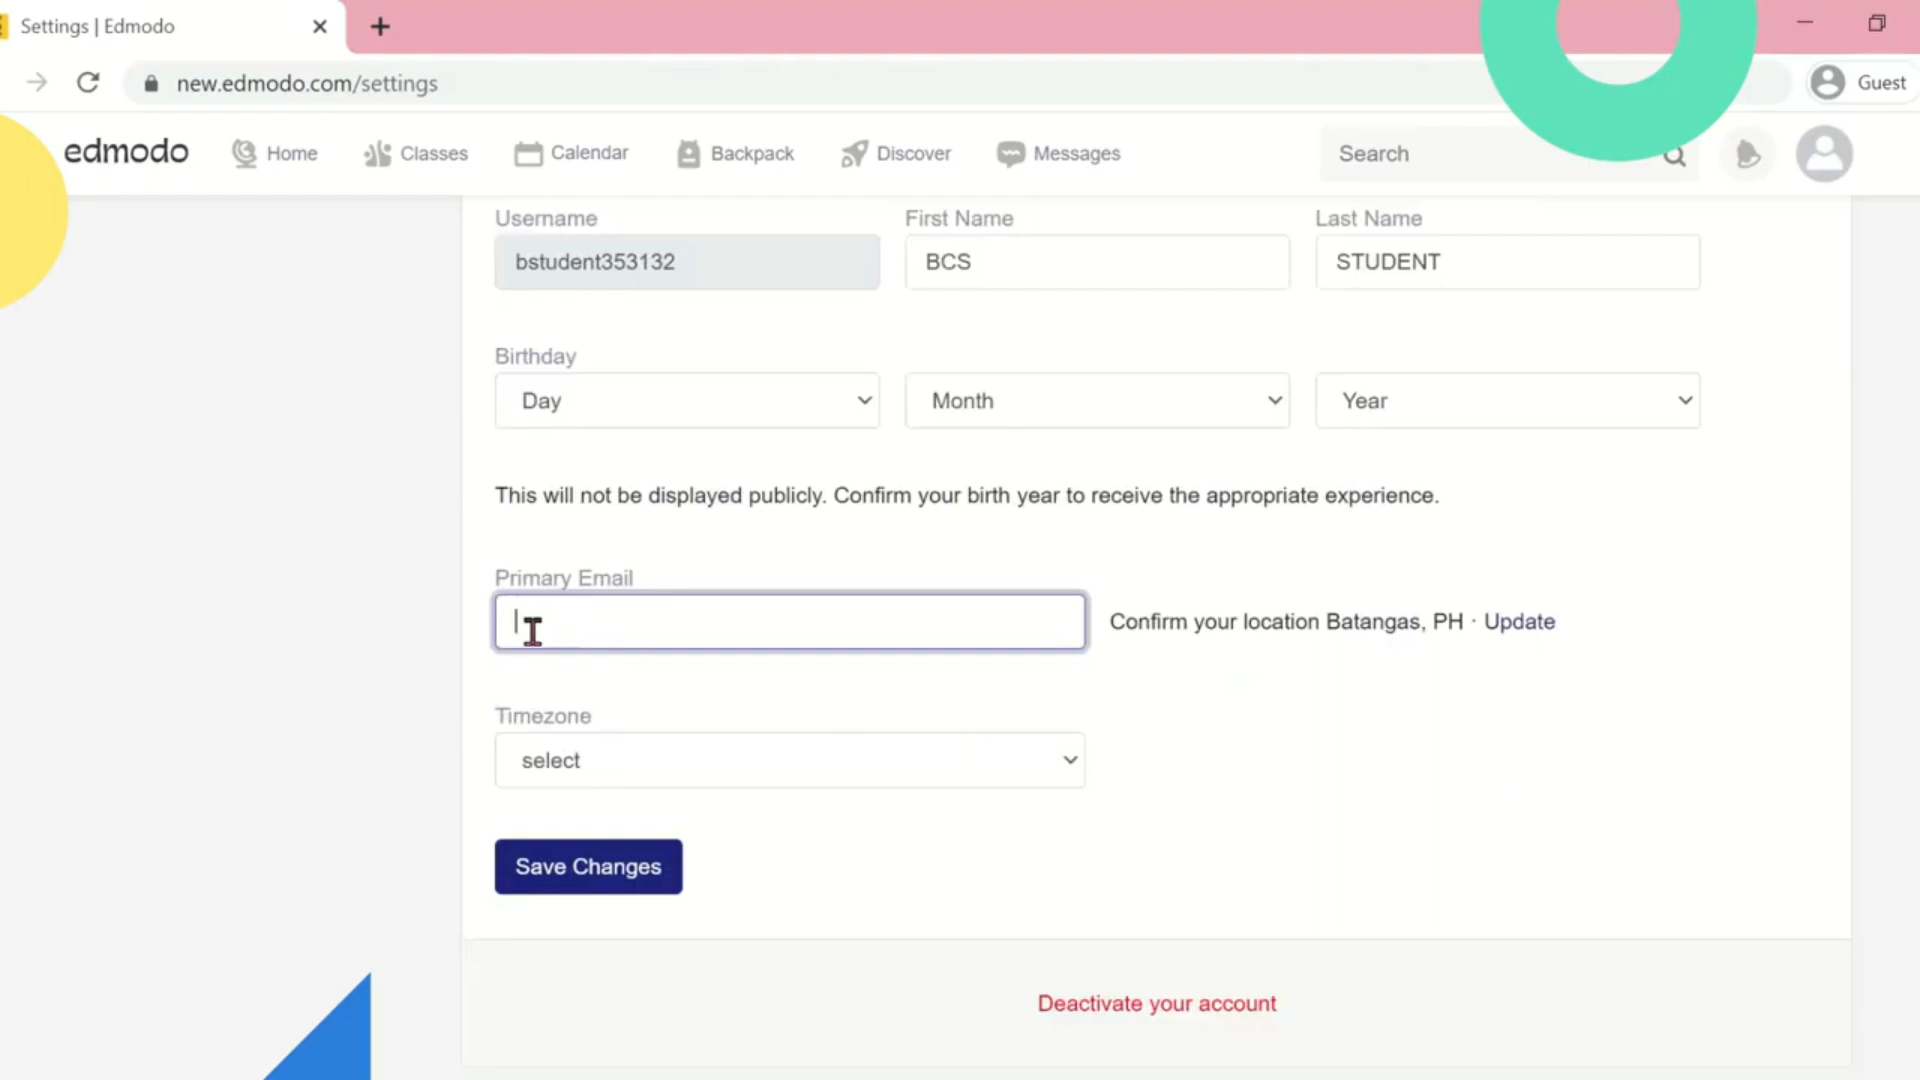 Settings | Edmodo
new.edmodo.com/settings
Guest
edmodo Home Classes Calendar Backpack Discover Messages Search
Username First Name Last Name
bstudent353132 BCS STUDENT
Birthday
Day Month Year
This will not be displayed publicly. Confirm your birth year to receive the appropriate experience.
Primary Email
Confirm your location Batangas, PH · Update
Timezone
select
Save Changes
Deactivate your account